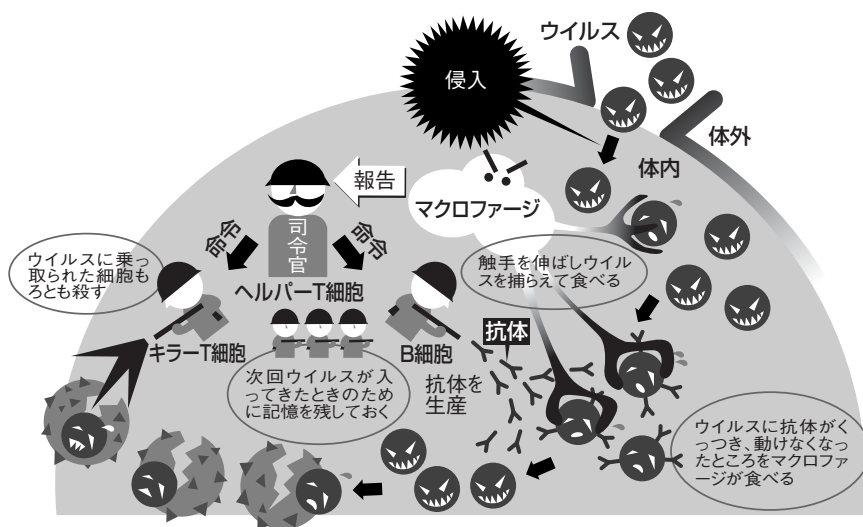 ウイルス
侵入
体外
体内
報告
マクロファージ
司令官
命令
命令
ヘルパーT細胞
ウイルスに乗っ
取られた細胞も
ろとも殺す
触手を伸ばしウイル
スを捕らえて食べる
キラーT細胞
B細胞
抗体
抗体を
生産
次回ウイルスが入
ってきたときのため
に記憶を残しておく
ウイルスに抗体がく
っつき、動けなくなっ
たところをマクロファ
ージが食べる